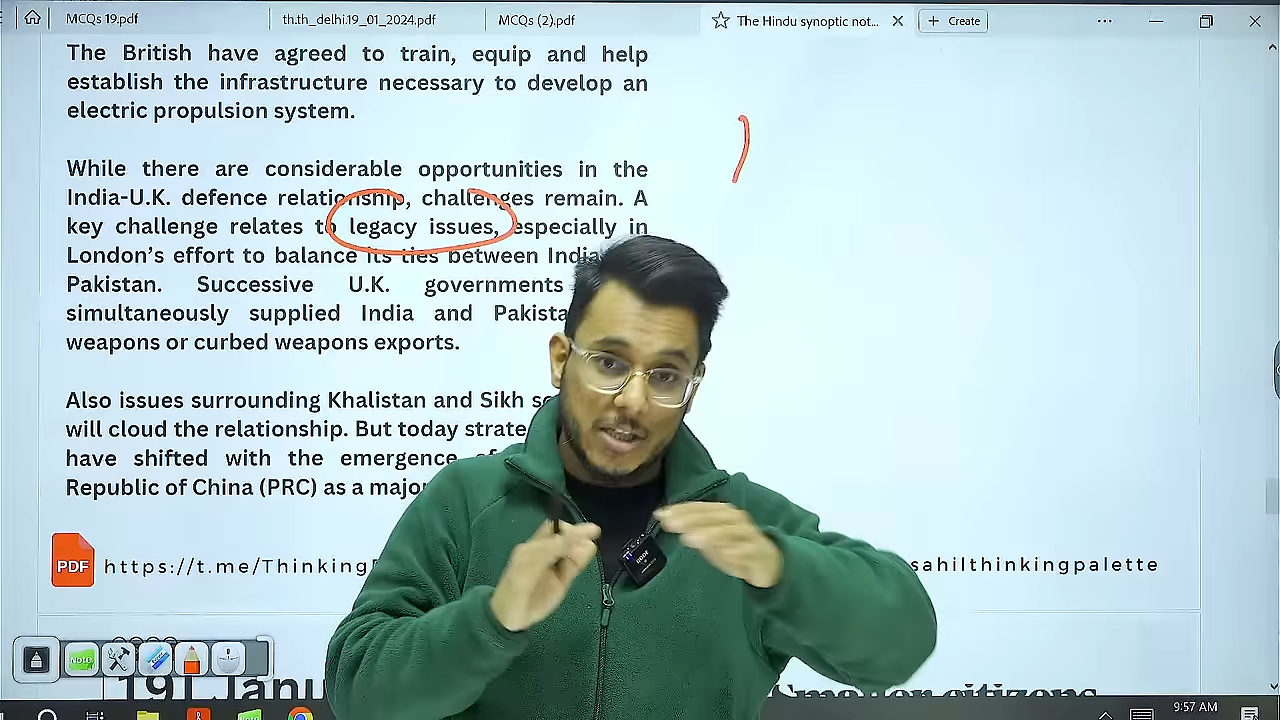 MCQs 19.pdf
th.th_delhi.19_01_2024.pdf
MCQs (2).pdf
The Hindu synoptic not...
+ Create
The British have agreed to train, equip and help
establish the infrastructure necessary to develop an
electric propulsion system.
While there are considerable opportunities in the
India-U.K. defence relationship, challenges remain. A
key challenge relates to legacy issues, especially in
London's effort to balance its ties between India
Pakistan. Successive U.K. governments
simultaneously supplied India and
weapons or curbed weapons exports.
Also issues surrounding Khalistan and Sikh
will cloud the relationship. But today
have shifted with the emergence
Republic of China (PRC) as a major
PDF
https://t.me/Thinking
sahilthinkingpalette
Note
19
citizens
9:57 AM